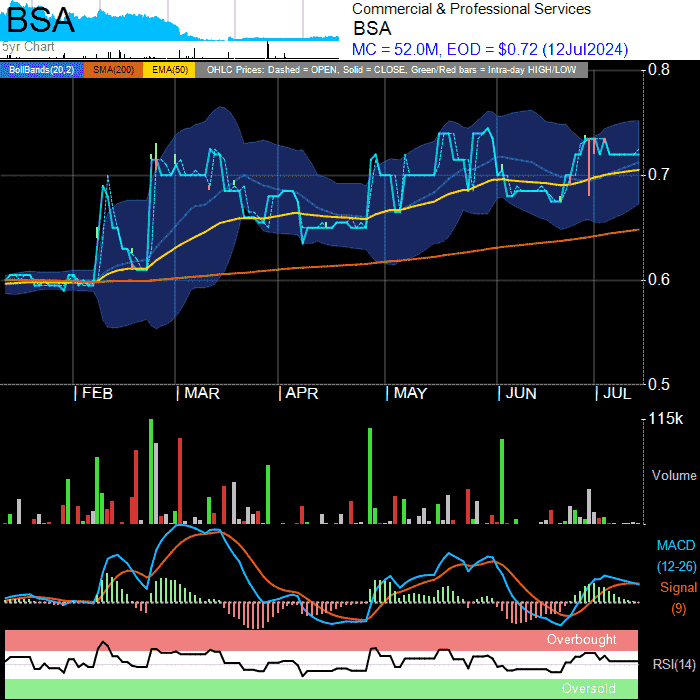 BSA
5yr Chart
Commercial & Professional Services
BSA
MC = 52.0M, EOD = $0.72 (12Jul2024)
BollBands(20,2) SMA(200) EMA(50) OHLC Prices: Dashed = OPEN, Solid = CLOSE, Green/Red bars = Intra-day HIGH/LOW
0.8
0.7
0.6
0.5
| FEB | MAR | APR | MAY | JUN | JUL
115k
Volume
MACD
(12-26)
Signal
(9)
Overbought
RSI(14)
Oversold